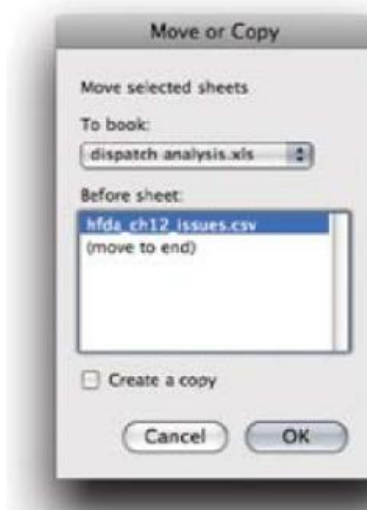 Move or Copy
Move selected sheets
To book:
dispatch analysis.xls
Before sheet:
hfda_ch12_issues.csv
(move to end)
Create a copy
Cancel
OK